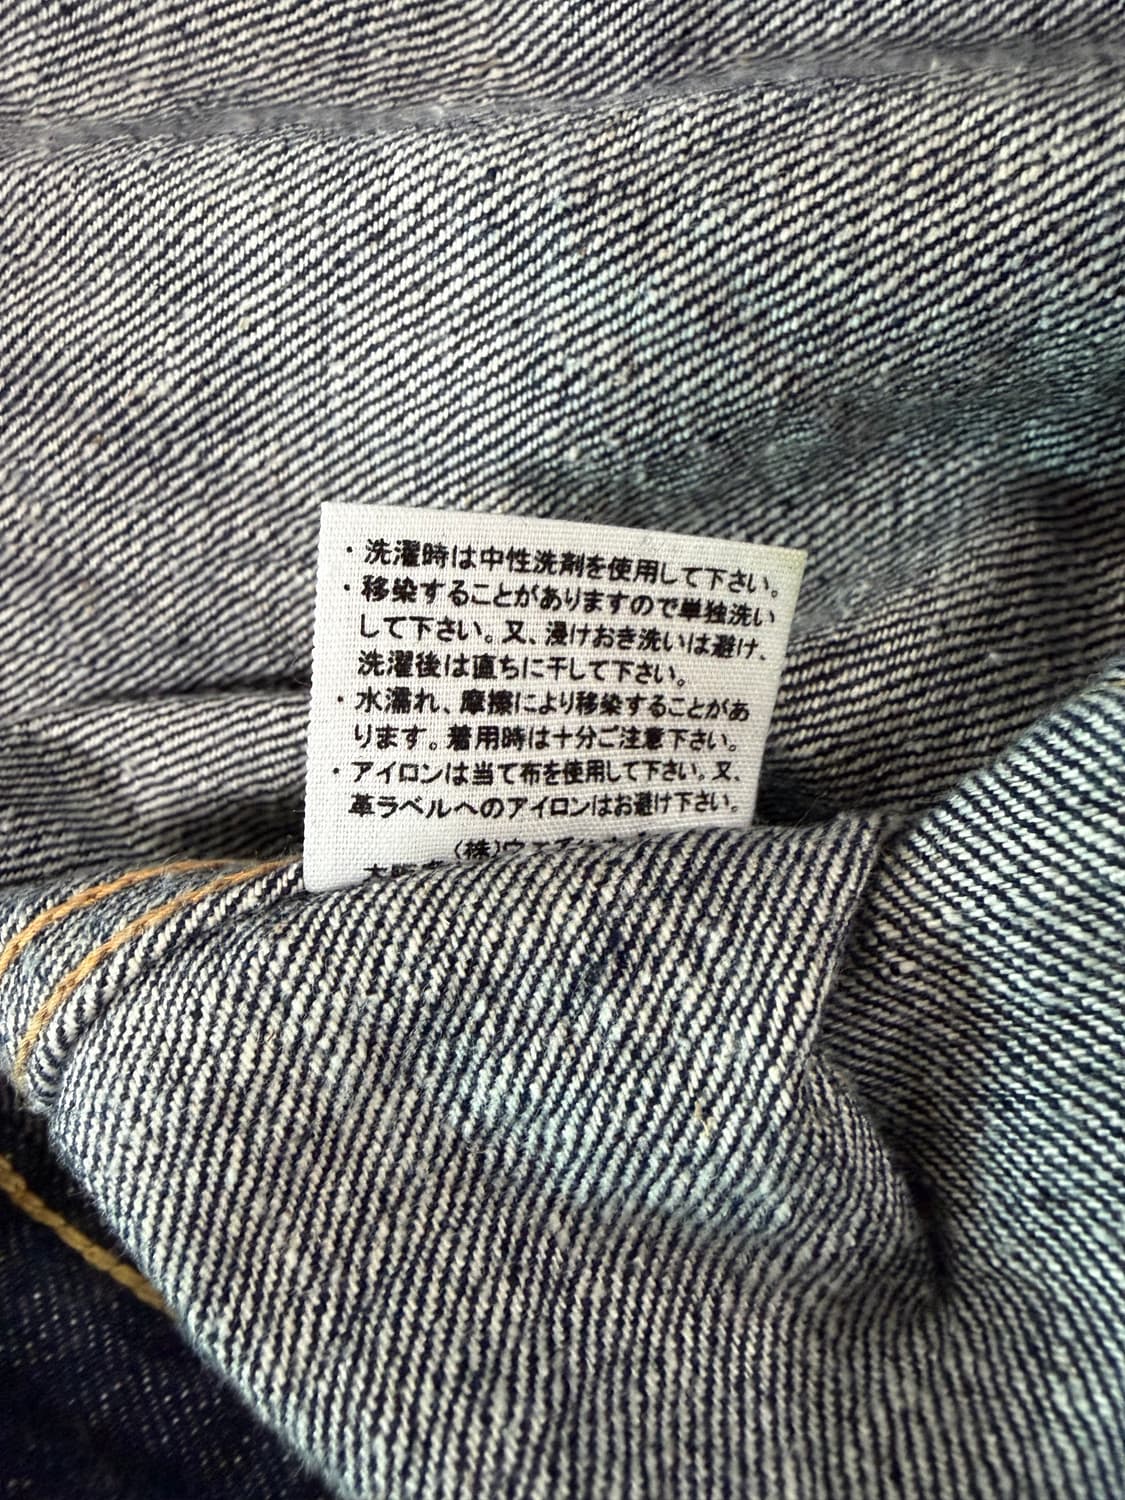 ・洗濯時は中性洗剤を使用して下さい。
・移染することがありますので単独洗い
して下さい。又、浸けおき洗いは避け、
洗濯後は直ちに干して下さい。
・水濡れ、摩擦により移染することがあ
ります。着用時は十分ご注意下さい。
・アイロンは当て布を使用して下さい。又、
革ラベルへのアイロンはお避け下さい。
(株)ウエ
大阪